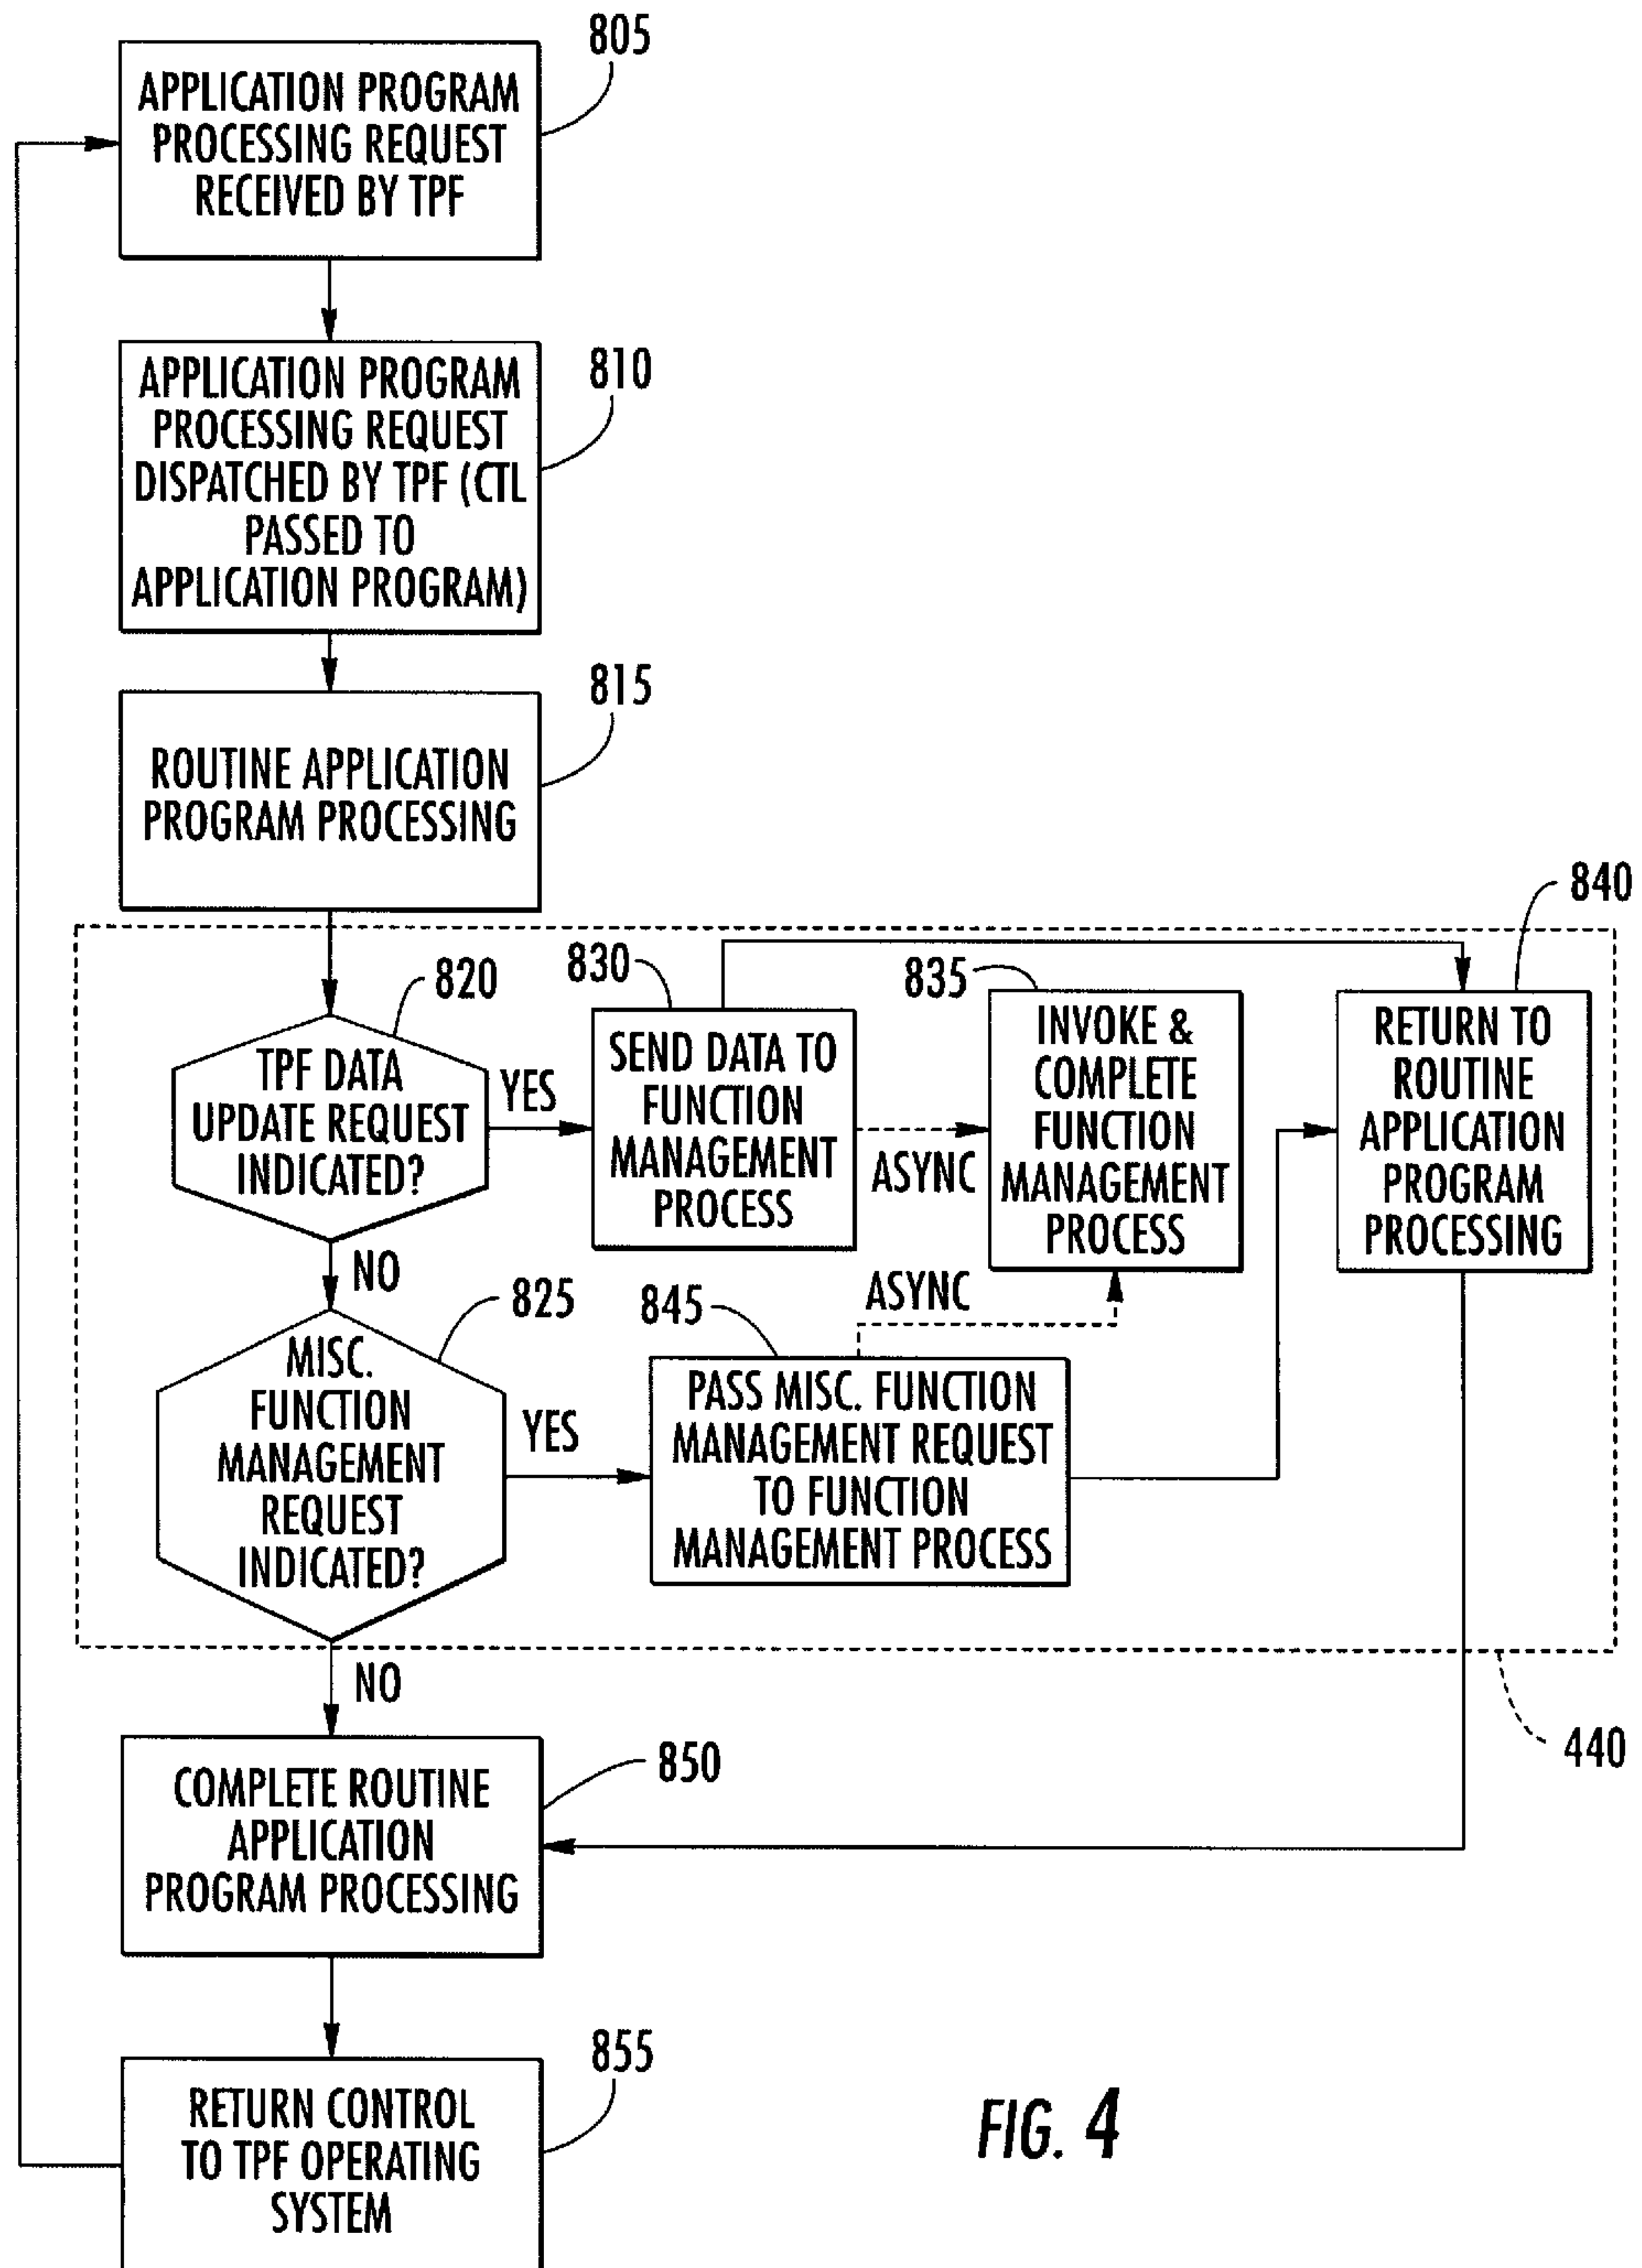 805
APPLICATION PROGRAM
PROCESSING REQUEST
RECEIVED BY TPF
810
APPLICATION PROGRAM
PROCESSING REQUEST
DISPATCHED BY TPF (CTL
PASSED TO
APPLICATION PROGRAM)
815
ROUTINE APPLICATION
PROGRAM PROCESSING
820
TPF DATA
UPDATE REQUEST
INDICATED?
YES
NO
830
SEND DATA TO
FUNCTION
MANAGEMENT
PROCESS
ASYNC
835
INVOKE &
COMPLETE
FUNCTION
MANAGEMENT
PROCESS
840
RETURN TO
ROUTINE
APPLICATION
PROGRAM
PROCESSING
825
MISC.
FUNCTION
MANAGEMENT
REQUEST
INDICATED?
YES
NO
845
ASYNC
PASS MISC. FUNCTION
MANAGEMENT REQUEST
TO FUNCTION
MANAGEMENT PROCESS
440
850
COMPLETE ROUTINE
APPLICATION
PROGRAM PROCESSING
855
RETURN CONTROL
TO TPF OPERATING
SYSTEM
FIG. 4